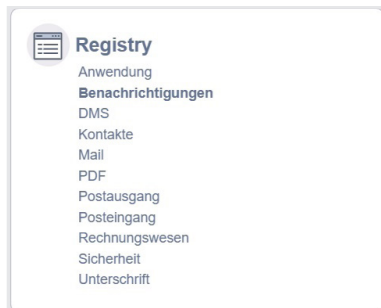 Registry
Anwendung
Benachrichtigungen
DMS
Kontakte
Mail
PDF
Postausgang
Posteingang
Rechnungswesen
Sicherheit
Unterschrift